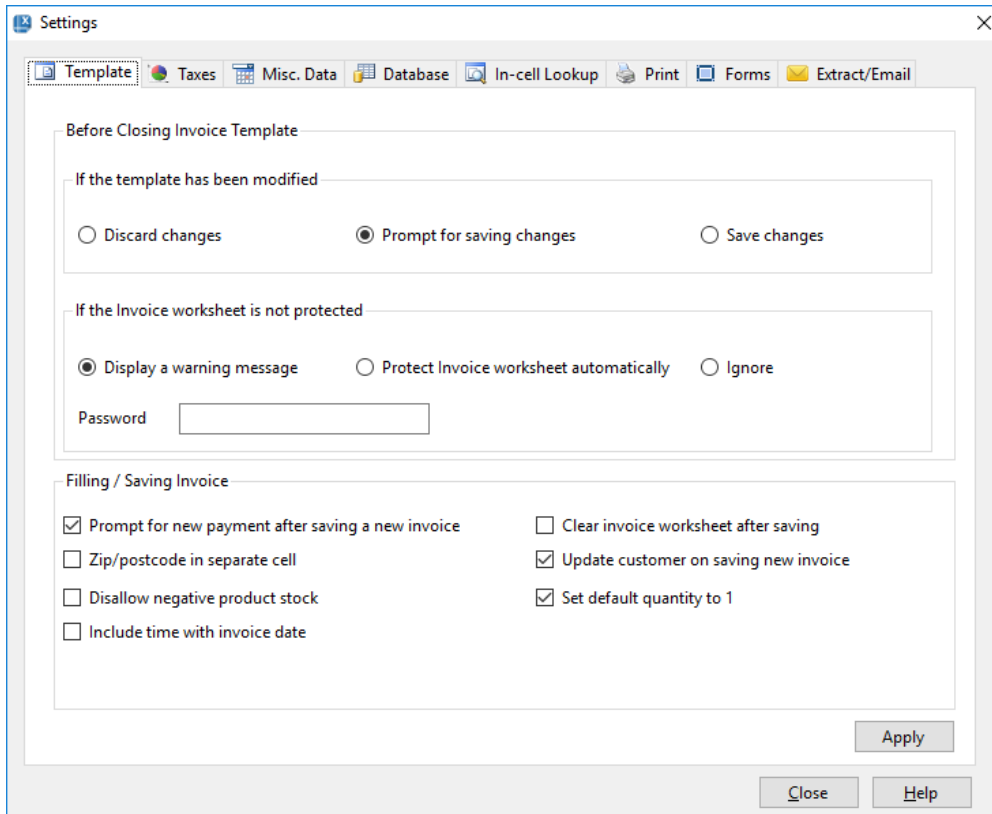 Settings
Template Taxes Misc. Data Database In-cell Lookup Print Forms Extract/Email
Before Closing Invoice Template
If the template has been modified
Discard changes Prompt for saving changes Save changes
If the Invoice worksheet is not protected
Display a warning message Protect Invoice worksheet automatically Ignore
Password
Filling / Saving Invoice
Prompt for new payment after saving a new invoice Clear invoice worksheet after saving
Zip/postcode in separate cell Update customer on saving new invoice
Disallow negative product stock Set default quantity to 1
Include time with invoice date
Apply
Close Help